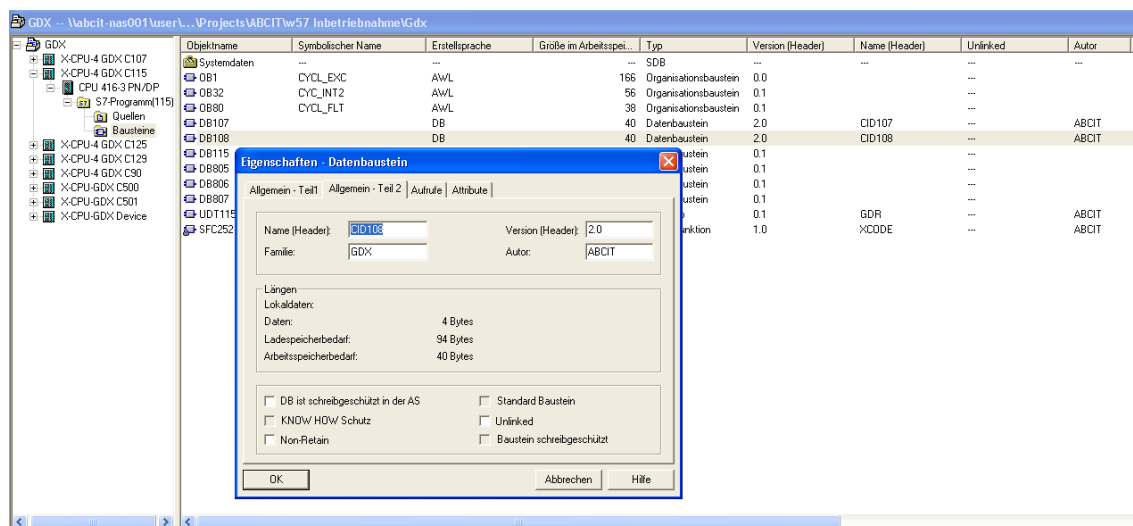 GDX -- \\abcit-nas001\user\...\Projects\ABCIT\w57 Inbetriebnahme\Gdx
GDX
X-CPU-4 GDX C107
X-CPU-4 GDX C115
CPU 416-3 PN/DP
S7-Programm(115)
Quellen
Bausteine
X-CPU-4 GDX C125
X-CPU-4 GDX C129
X-CPU-4 GDX C90
X-CPU-GDX C500
X-CPU-GDX C501
X-CPU-GDX Device
Objektname Symbolischer Name Erstellsprache Größe im Arbeitsspei... Typ Version (Header) Name (Header) Unlinked Autor
Systemdaten --- --- --- SDB --- --- --- ---
OB1 CYCL_EXC AWL 166 Organisationsbaustein 0.0 ---
OB32 CYC_INT2 AWL 56 Organisationsbaustein 0.1 ---
OB80 CYCL_FLT AWL 38 Organisationsbaustein 0.1 ---
DB107 DB 40 Datenbaustein 2.0 CID107 --- ABCIT
DB108 DB 40 Datenbaustein 2.0 CID108 --- ABCIT
DB115 ustein 0.1 ---
DB805 ustein 0.1 ---
DB806 ustein 0.1 ---
DB807 ustein 0.1 ---
UDT115 0.1 GDR --- ABCIT
SFC252 nktion 1.0 XCODE --- ABCIT
Eigenschaften - Datenbaustein
Allgemein - Teil1 Allgemein - Teil 2 Aufrufe Attribute
Name (Header): CID108 Version (Header): 2.0
Familie: GDX Autor: ABCIT
Längen
Lokaldaten:
Daten: 4 Bytes
Ladespeicherbedarf: 94 Bytes
Arbeitsspeicherbedarf: 40 Bytes
DB ist schreibgeschützt in der AS Standard Baustein
KNOW HOW Schutz Unlinked
Non-Retain Baustein schreibgeschützt
OK Abbrechen Hilfe